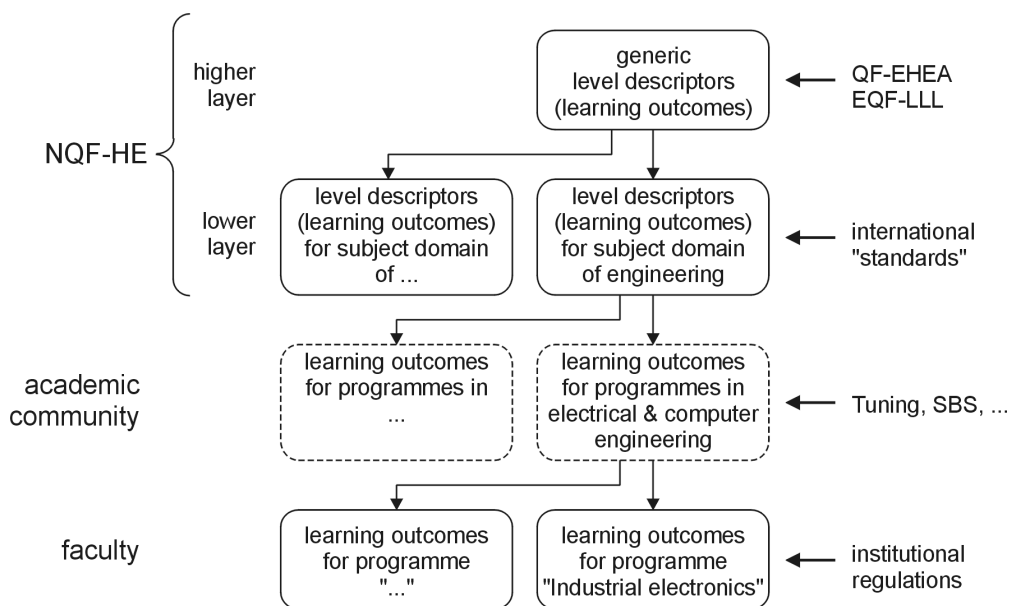 NQF-HE
higher
layer
generic
level descriptors
(learning outcomes)
QF-EHEA
EQF-LLL
lower
layer
level descriptors
(learning outcomes)
for subject domain
of ...
level descriptors
(learning outcomes)
for subject domain
of engineering
international
"standards"
academic
community
learning outcomes
for programmes in
...
learning outcomes
for programmes in
electrical & computer
engineering
Tuning, SBS, ...
faculty
learning outcomes
for programme
"..."
learning outcomes
for programme
"Industrial electronics"
institutional
regulations